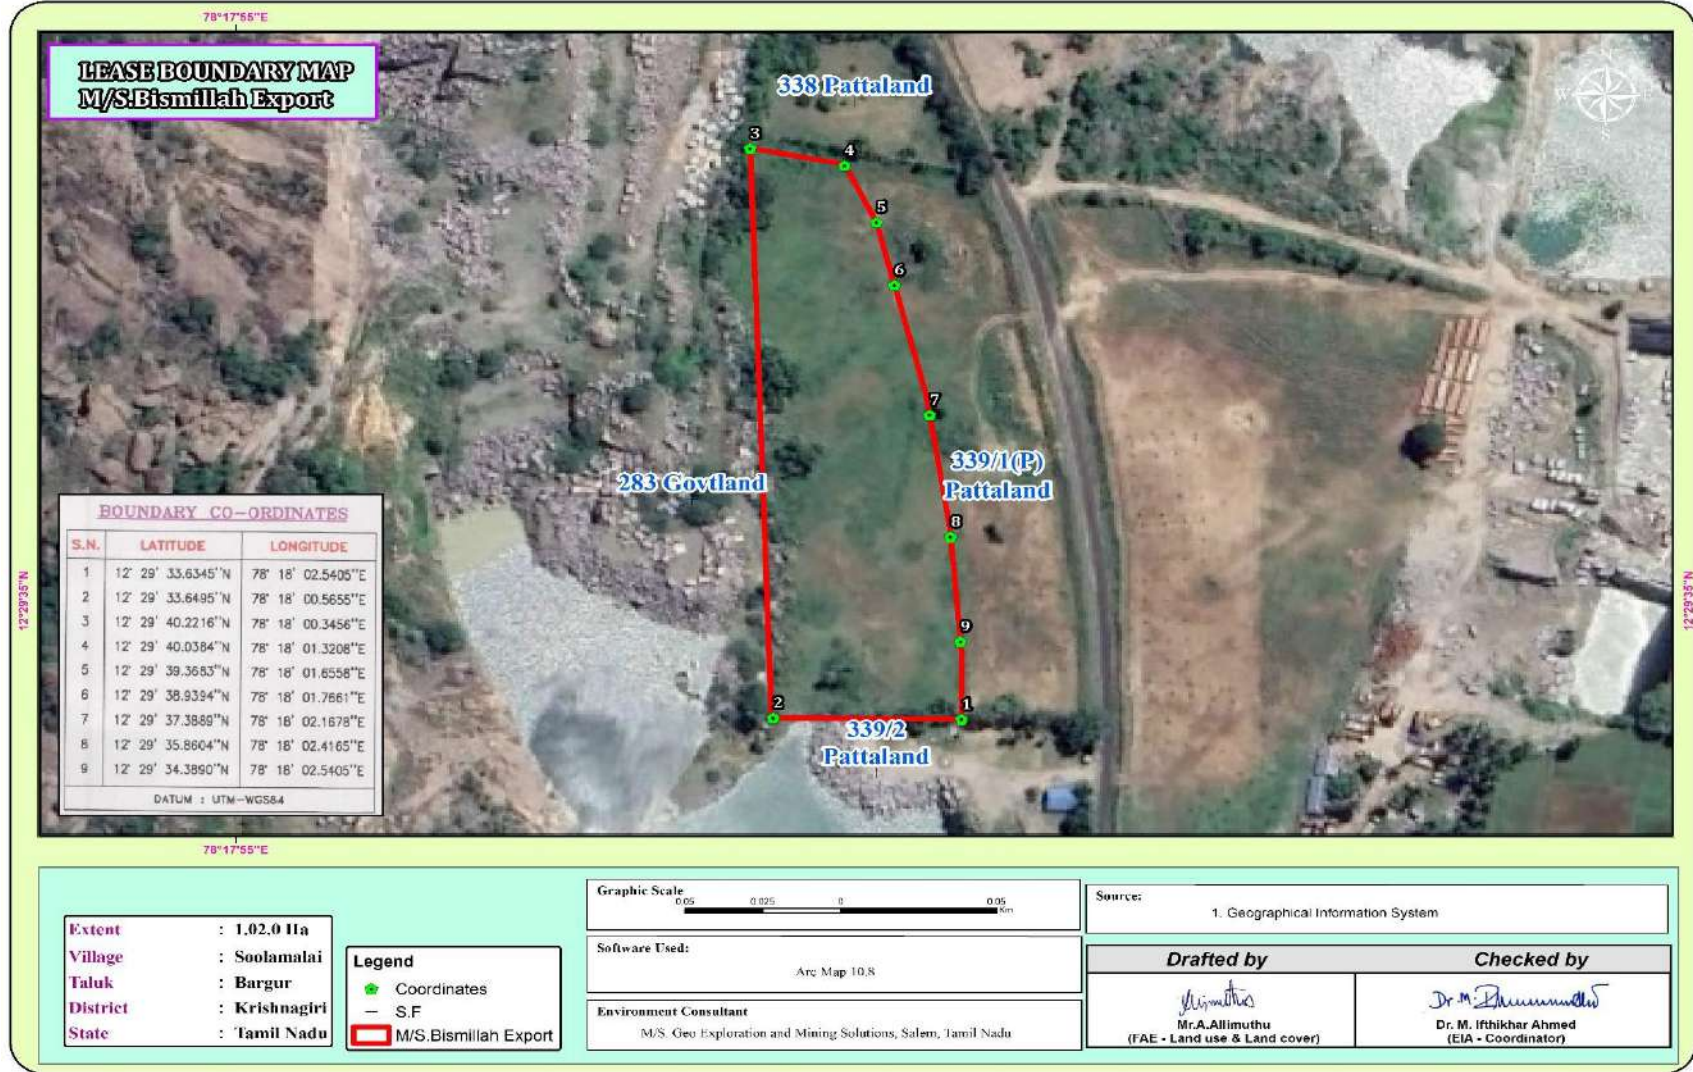 78°17'55"E
LEASE BOUNDARY MAP
M/S.Bismillah Export
N
W E
S
338 Pattaland
3
4
5
6
7
339/1(P)
Pattaland
283 Govtland
8
9
2
1
339/2
Pattaland
12°29'35"N
12°29'35"N
BOUNDARY CO-ORDINATES
S.N. LATITUDE LONGITUDE
1 12° 29' 33.6345"N 78° 18' 02.5405"E
2 12° 29' 33.6495"N 78° 18' 00.5655"E
3 12° 29' 40.2216"N 78° 18' 00.3456"E
4 12° 29' 40.0384"N 78° 18' 01.3208"E
5 12° 29' 39.3683"N 78° 18' 01.6558"E
6 12° 29' 38.9394"N 78° 18' 01.7661"E
7 12° 29' 37.3889"N 78° 18' 02.1678"E
8 12° 29' 35.8604"N 78° 18' 02.4165"E
9 12° 29' 34.3890"N 78° 18' 02.5405"E
DATUM : UTM-WGS84
78°17'55"E
Extent : 1.02.0 Ha
Village : Soolamalai
Taluk : Bargur
District : Krishnagiri
State : Tamil Nadu
Legend
Coordinates
S.F
M/S.Bismillah Export
Graphic Scale
0.05 0.025 0 0.05
Km
Software Used:
Arc Map 10.8
Environment Consultant
M/S. Geo Exploration and Mining Solutions, Salem, Tamil Nadu
Source:
1. Geographical Information System
Drafted by
Mr.A.Allimuthu
(FAE - Land use & Land cover)
Checked by
Dr. M.
Dr. M. Ifthikhar Ahmed
(EIA - Coordinator)